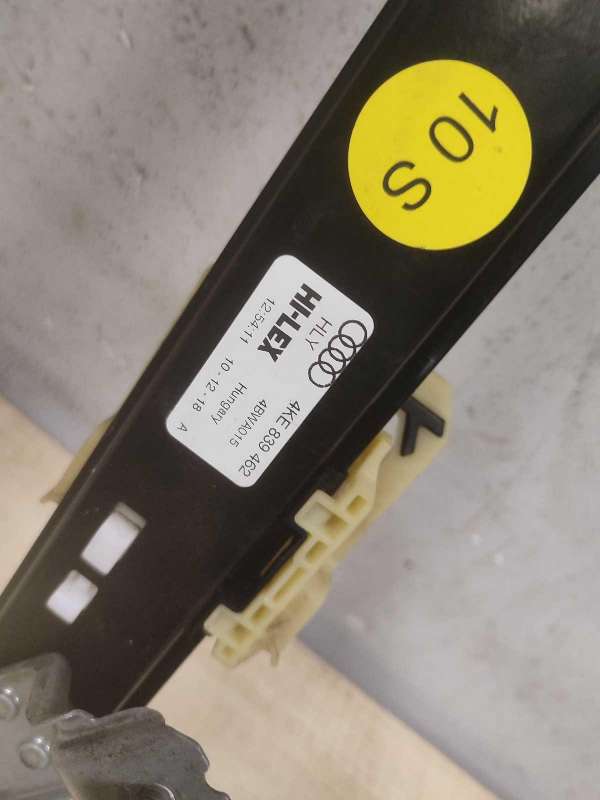 10 S
4KE 839 462
HLY 4BWA015
HI-LEX Hungary
12:54:11 10-12-18 A